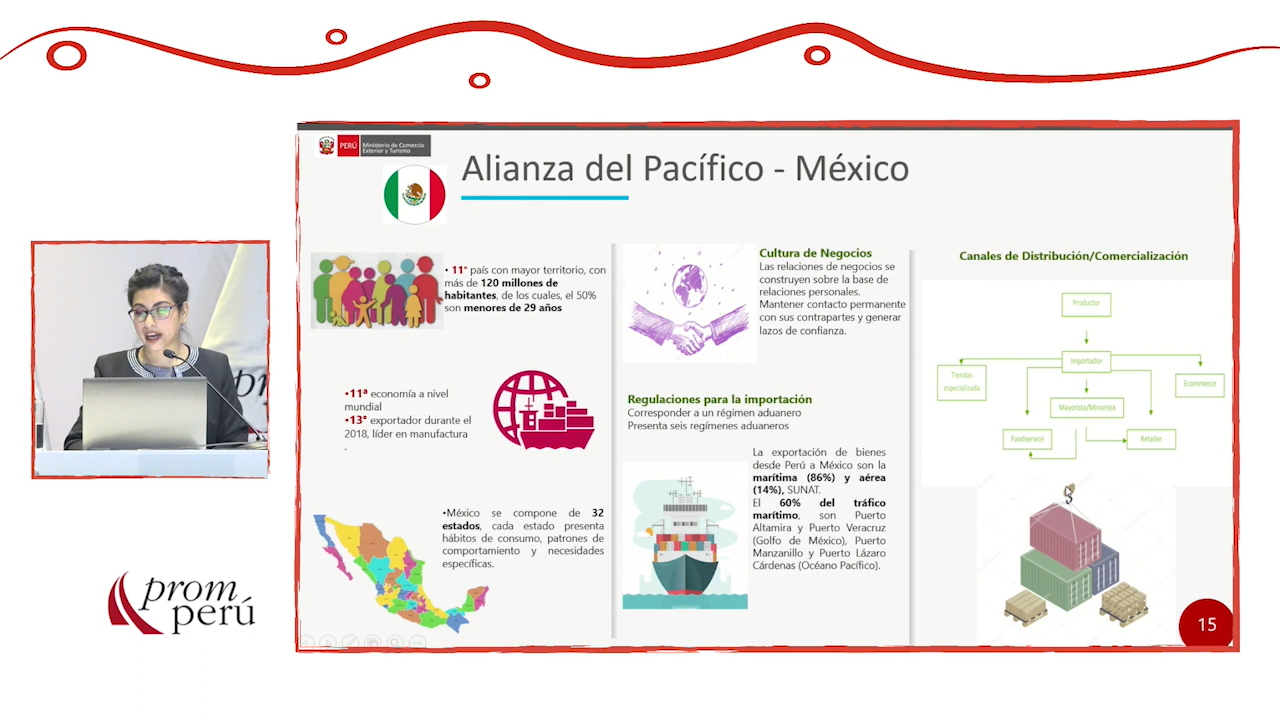 PERÚ
Ministerio de Comercio
Exterior y Turismo
Alianza del Pacífico - México
• 11° país con mayor territorio, con
más de 120 millones de
habitantes, de los cuales, el 50%
son menores de 29 años
•11ª economía a nivel
mundial
•13° exportador durante el
2018, líder en manufactura
.
•México se compone de 32
estados, cada estado presenta
hábitos de consumo, patrones de
comportamiento y necesidades
específicas.
Cultura de Negocios
Las relaciones de negocios se
construyen sobre la base de
relaciones personales.
Mantener contacto permanente
con sus contrapartes y generar
lazos de confianza.
Regulaciones para la importación
Corresponder a un régimen aduanero
Presenta seis regímenes aduaneros
La exportación de bienes
desde Perú a México son la
marítima (86%) y aérea
(14%), SUNAT.
El 60% del tráfico
marítimo, son Puerto
Altamira y Puerto Veracruz
(Golfo de México), Puerto
Manzanillo y Puerto Lázaro
Cárdenas (Océano Pacífico).
Canales de Distribución/Comercialización
Productor
Importador
Tiendas
especializada
Ecommerce
Mayorista/Minorista
Foodservice
Retailer
15
prom
perú